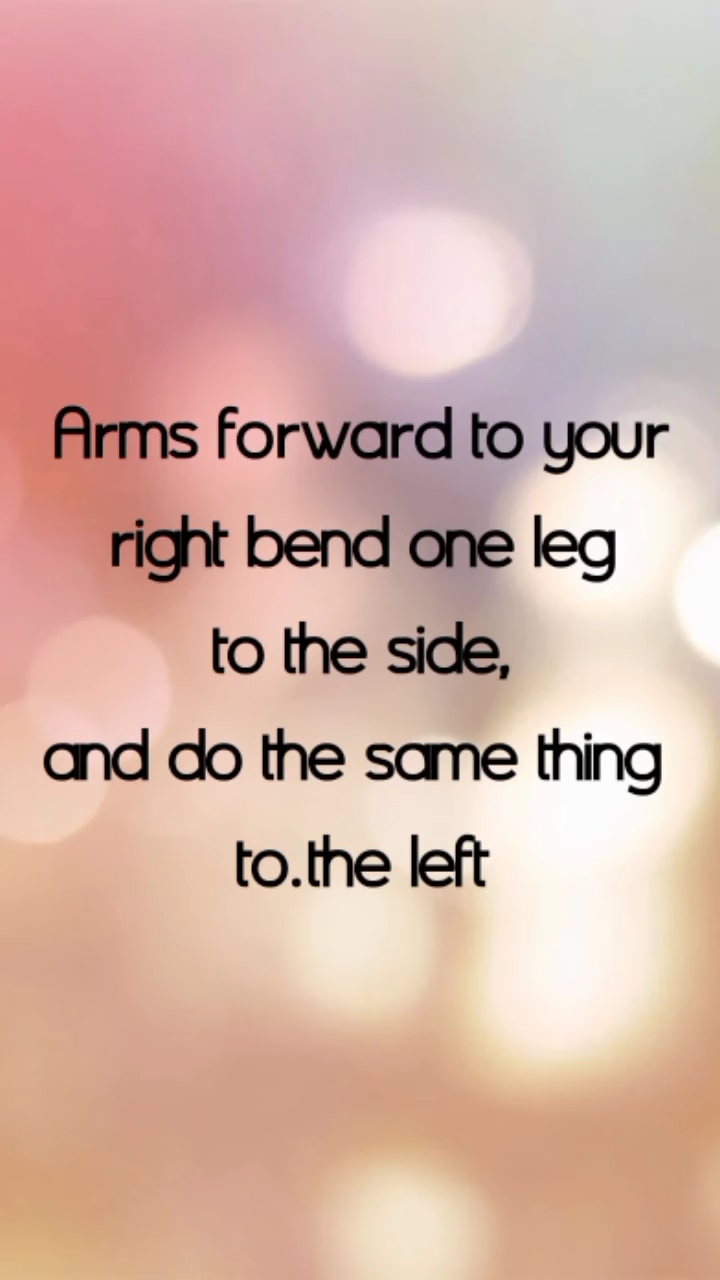 Arms forward to your
right bend one leg
to the side,
and do the same thing
to.the left